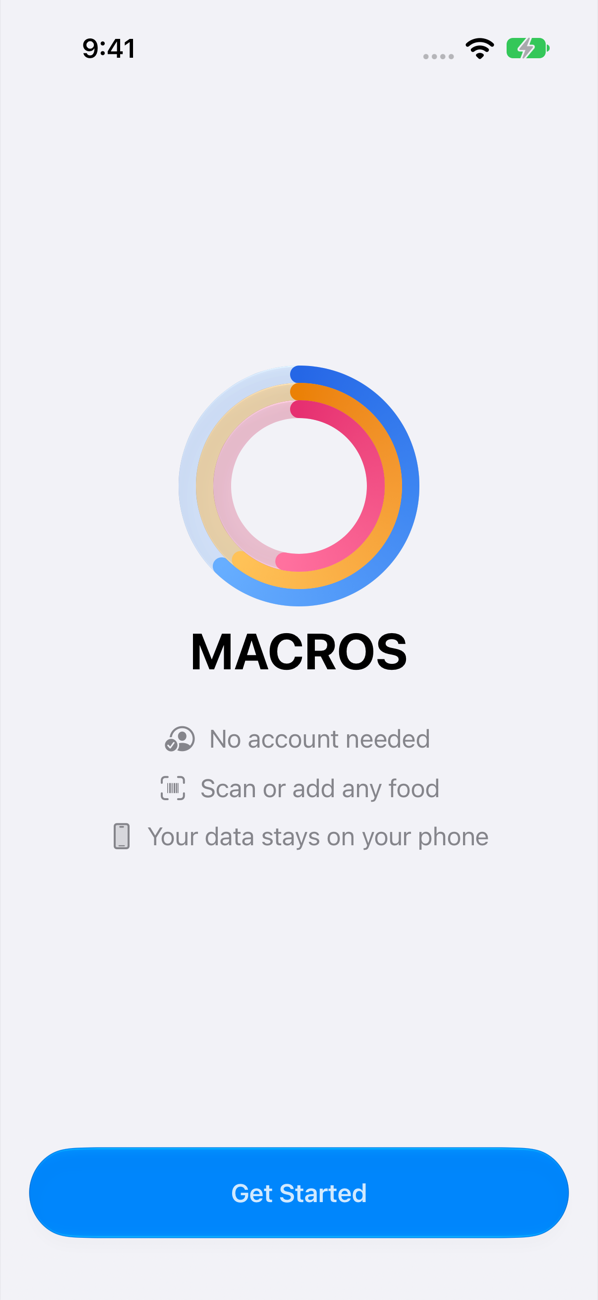 9:41
MACROS
No account needed
Scan or add any food
Your data stays on your phone
Get Started